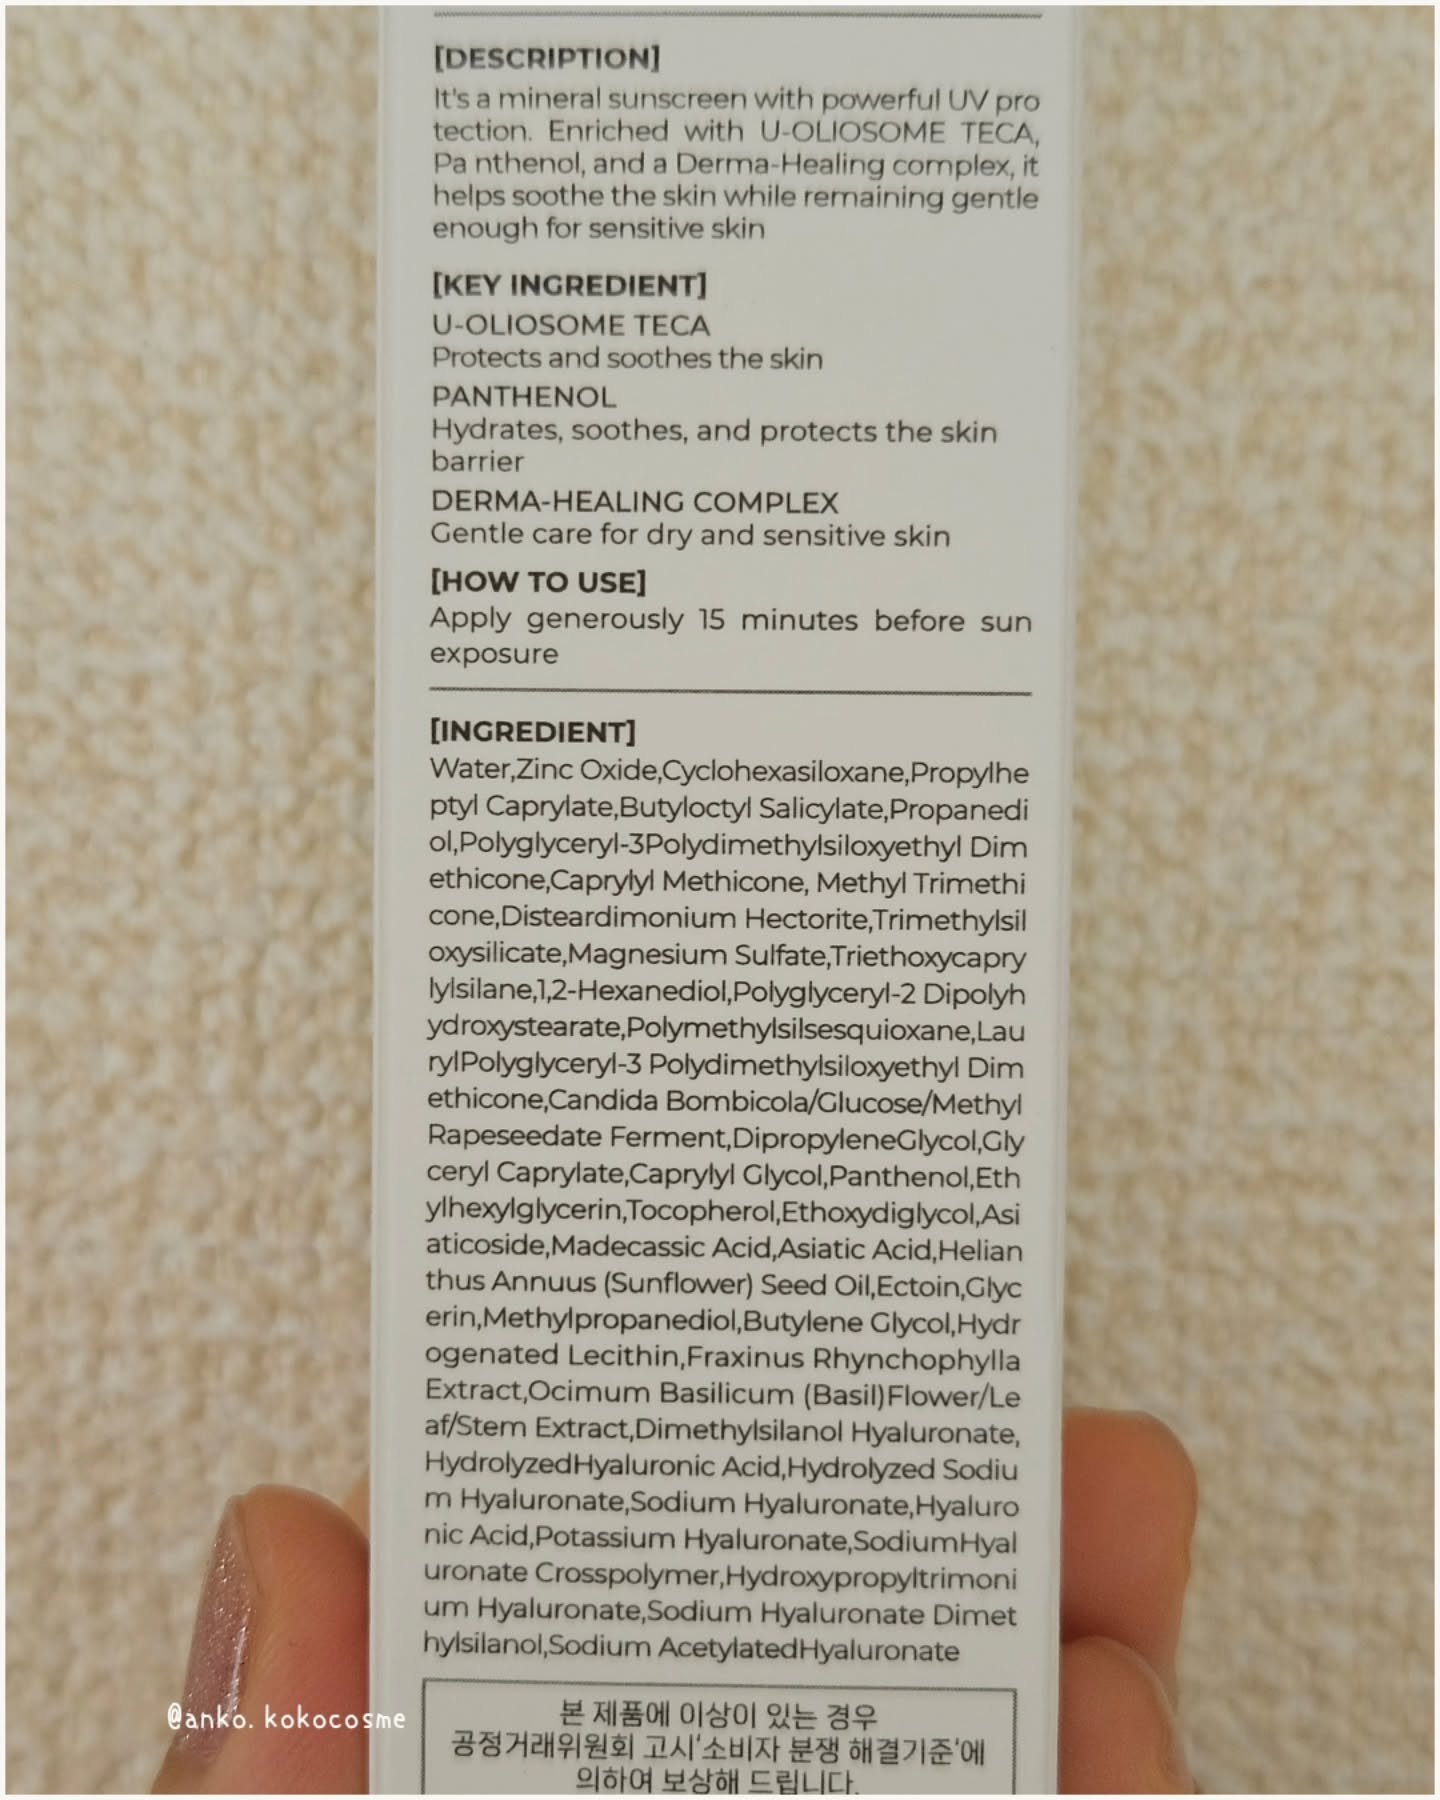 [DESCRIPTION]
It's a mineral sunscreen with powerful UV pro
tection. Enriched with U-OLIOSOME TECA,
Pa nthenol, and a Derma-Healing complex, it
helps soothe the skin while remaining gentle
enough for sensitive skin
[KEY INGREDIENT]
U-OLIOSOME TECA
Protects and soothes the skin
PANTHENOL
Hydrates, soothes, and protects the skin
barrier
DERMA-HEALING COMPLEX
Gentle care for dry and sensitive skin
[HOW TO USE]
Apply generously 15 minutes before sun
exposure
[INGREDIENT]
Water,Zinc Oxide,Cyclohexasiloxane,Propylhe
ptyl Caprylate,Butyloctyl Salicylate,Propanedi
ol,Polyglyceryl-3Polydimethylsiloxyethyl Dim
ethicone,Caprylyl Methicone, Methyl Trimethi
cone,Disteardimonium Hectorite,Trimethylsil
oxysilicate,Magnesium Sulfate,Triethoxycapry
lylsilane,1,2-Hexanediol,Polyglyceryl-2 Dipolyh
ydroxystearate,Polymethylsilsesquioxane,Lau
rylPolyglyceryl-3 Polydimethylsiloxyethyl Dim
ethicone,Candida Bombicola/Glucose/Methyl
Rapeseedate Ferment,DipropyleneGlycol,Gly
ceryl Caprylate,Caprylyl Glycol,Panthenol,Eth
ylhexylglycerin,Tocopherol,Ethoxydiglycol,Asi
aticoside,Madecassic Acid,Asiatic Acid,Helian
thus Annuus (Sunflower) Seed Oil,Ectoin,Glyc
erin,Methylpropanediol,Butylene Glycol,Hydr
ogenated Lecithin,Fraxinus Rhynchophylla
Extract,Ocimum Basilicum (Basil)Flower/Le
af/Stem Extract,Dimethylsilanol Hyaluronate,
HydrolyzedHyaluronic Acid,Hydrolyzed Sodiu
m Hyaluronate,Sodium Hyaluronate,Hyaluro
nic Acid,Potassium Hyaluronate,SodiumHyal
uronate Crosspolymer,Hydroxypropyltrimoni
um Hyaluronate,Sodium Hyaluronate Dimet
hylsilanol,Sodium AcetylatedHyaluronate
본 제품에 이상이 있는 경우
공정거래위원회 고시'소비자 분쟁 해결기준'에
의하여 보상해 드립니다.
@anko.kokocosme